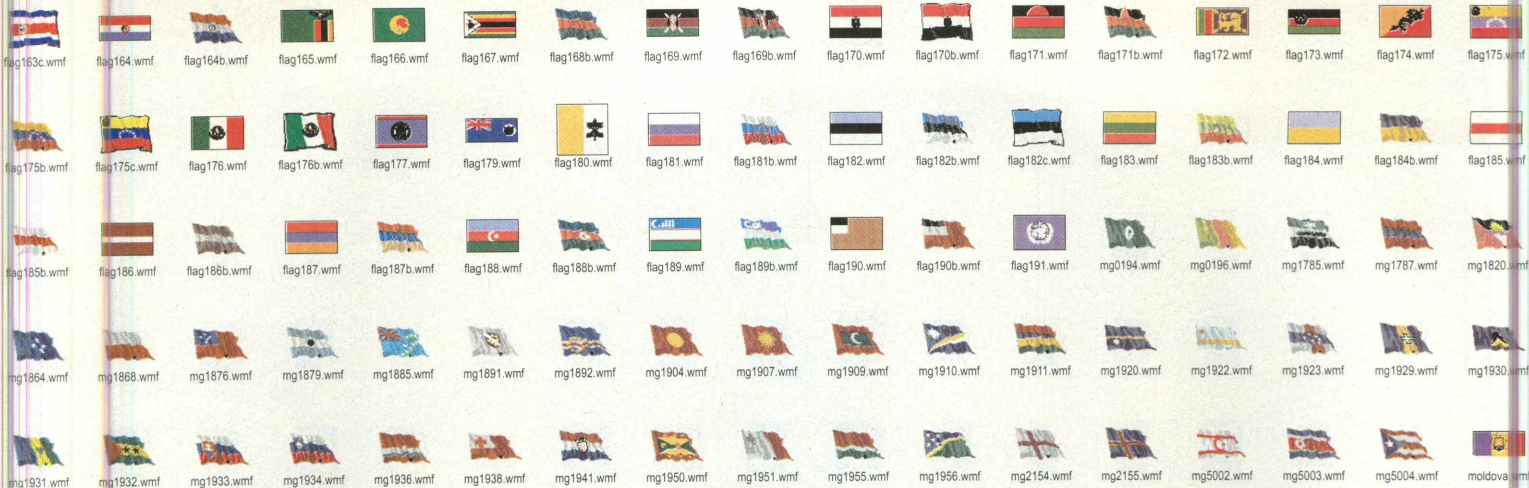 flag163c.wmf flag164.wmf flag164b.wmf flag165.wmf flag166.wmf flag167.wmf flag168b.wmf flag169.wmf flag169b.wmf flag170.wmf flag170b.wmf flag171.wmf flag171b.wmf flag172.wmf flag173.wmf flag174.wmf flag175.wmf
flag175b.wmf flag175c.wmf flag176.wmf flag176b.wmf flag177.wmf flag179.wmf flag180.wmf flag181.wmf flag181b.wmf flag182.wmf flag182b.wmf flag182c.wmf flag183.wmf flag183b.wmf flag184.wmf flag184b.wmf flag185.wmf
flag185b.wmf flag186.wmf flag186b.wmf flag187.wmf flag187b.wmf flag188.wmf flag188b.wmf flag189.wmf flag189b.wmf flag190.wmf flag190b.wmf flag191.wmf mg0194.wmf mg0196.wmf mg1785.wmf mg1787.wmf mg1820.wmf
mg1864.wmf mg1868.wmf mg1876.wmf mg1879.wmf mg1885.wmf mg1891.wmf mg1892.wmf mg1904.wmf mg1907.wmf mg1909.wmf mg1910.wmf mg1911.wmf mg1920.wmf mg1922.wmf mg1923.wmf mg1929.wmf mg1930.wmf
mg1931.wmf mg1932.wmf mg1933.wmf mg1934.wmf mg1936.wmf mg1938.wmf mg1941.wmf mg1950.wmf mg1951.wmf mg1955.wmf mg1956.wmf mg2154.wmf mg2155.wmf mg5002.wmf mg5003.wmf mg5004.wmf moldova.wmf